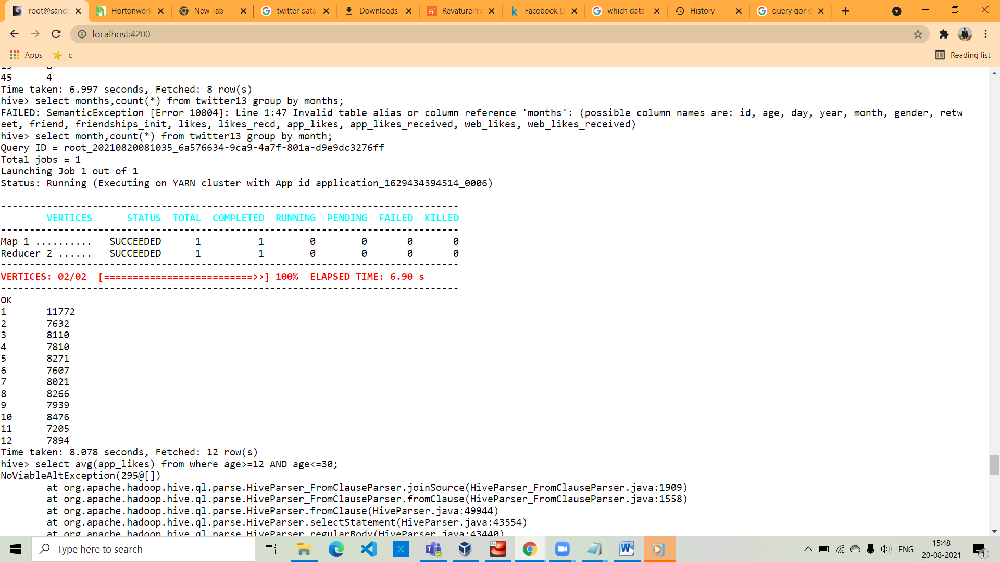 root@sandl
Hortonwork
New Tab
twitter data
Downloads
RevaturePro
Facebook D
which data
History
query gor d
localhost:4200
Apps
c
Reading list
45 4
Time taken: 6.997 seconds, Fetched: 8 row(s)
hive> select months,count(*) from twitter13 group by months;
FAILED: SemanticException [Error 10004]: Line 1:47 Invalid table alias or column reference 'months': (possible column names are: id, age, day, year, month, gender, retw
eet, friend, friendships_init, likes, likes_recd, app_likes, app_likes_received, web_likes, web_likes_received)
hive> select month,count(*) from twitter13 group by month;
Query ID = root_20210820081035_6a576634-9ca9-4a7f-801a-d9e9dc3276ff
Total jobs = 1
Launching Job 1 out of 1
Status: Running (Executing on YARN cluster with App id application_1629434394514_0006)
--------------------------------------------------------------------------------
VERTICES STATUS TOTAL COMPLETED RUNNING PENDING FAILED KILLED
--------------------------------------------------------------------------------
Map 1 .......... SUCCEEDED 1 1 0 0 0 0
Reducer 2 ...... SUCCEEDED 1 1 0 0 0 0
--------------------------------------------------------------------------------
VERTICES: 02/02 [==========================>>] 100% ELAPSED TIME: 6.90 s
--------------------------------------------------------------------------------
OK
1 11772
2 7632
3 8110
4 7810
5 8271
6 7607
7 8021
8 8266
9 7939
10 8476
11 7205
12 7894
Time taken: 8.078 seconds, Fetched: 12 row(s)
hive> select avg(app_likes) from where age>=12 AND age<=30;
NoViableAltException(295@[])
at org.apache.hadoop.hive.ql.parse.HiveParser_FromClauseParser.joinSource(HiveParser_FromClauseParser.java:1909)
at org.apache.hadoop.hive.ql.parse.HiveParser_FromClauseParser.fromClause(HiveParser_FromClauseParser.java:1558)
at org.apache.hadoop.hive.ql.parse.HiveParser.fromClause(HiveParser.java:49944)
at org.apache.hadoop.hive.ql.parse.HiveParser.selectStatement(HiveParser.java:43554)
at org.apache.hadoop.hive.ql.parse.HiveParser.regularBody(HiveParser.java:43440)
Type here to search
64
ENG
15:48
20-08-2021
1